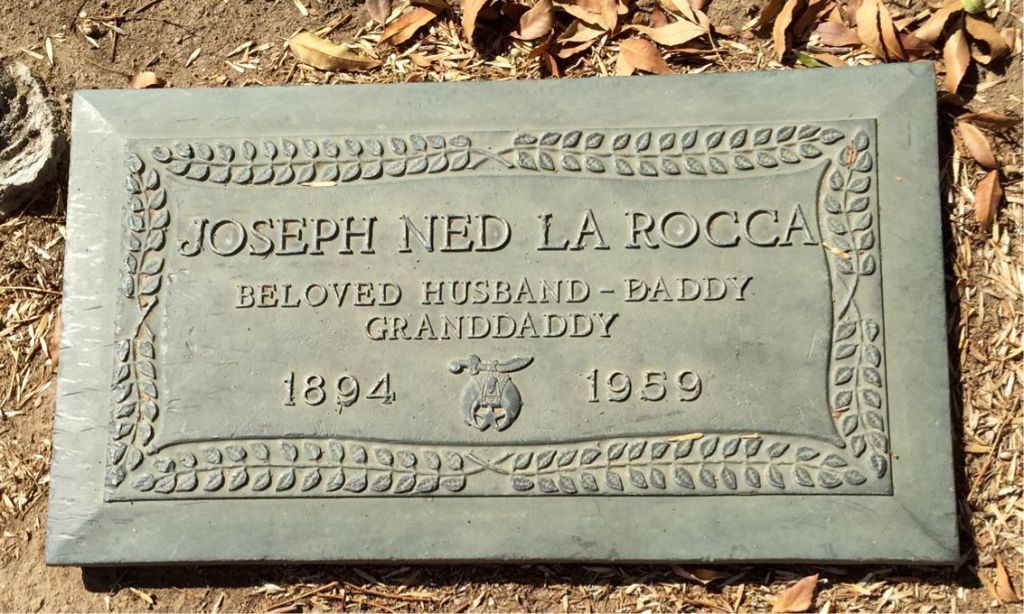 JOSEPH NED LA ROCCA
BELOVED HUSBAND - DADDY
GRANDDADDY
1894 1959